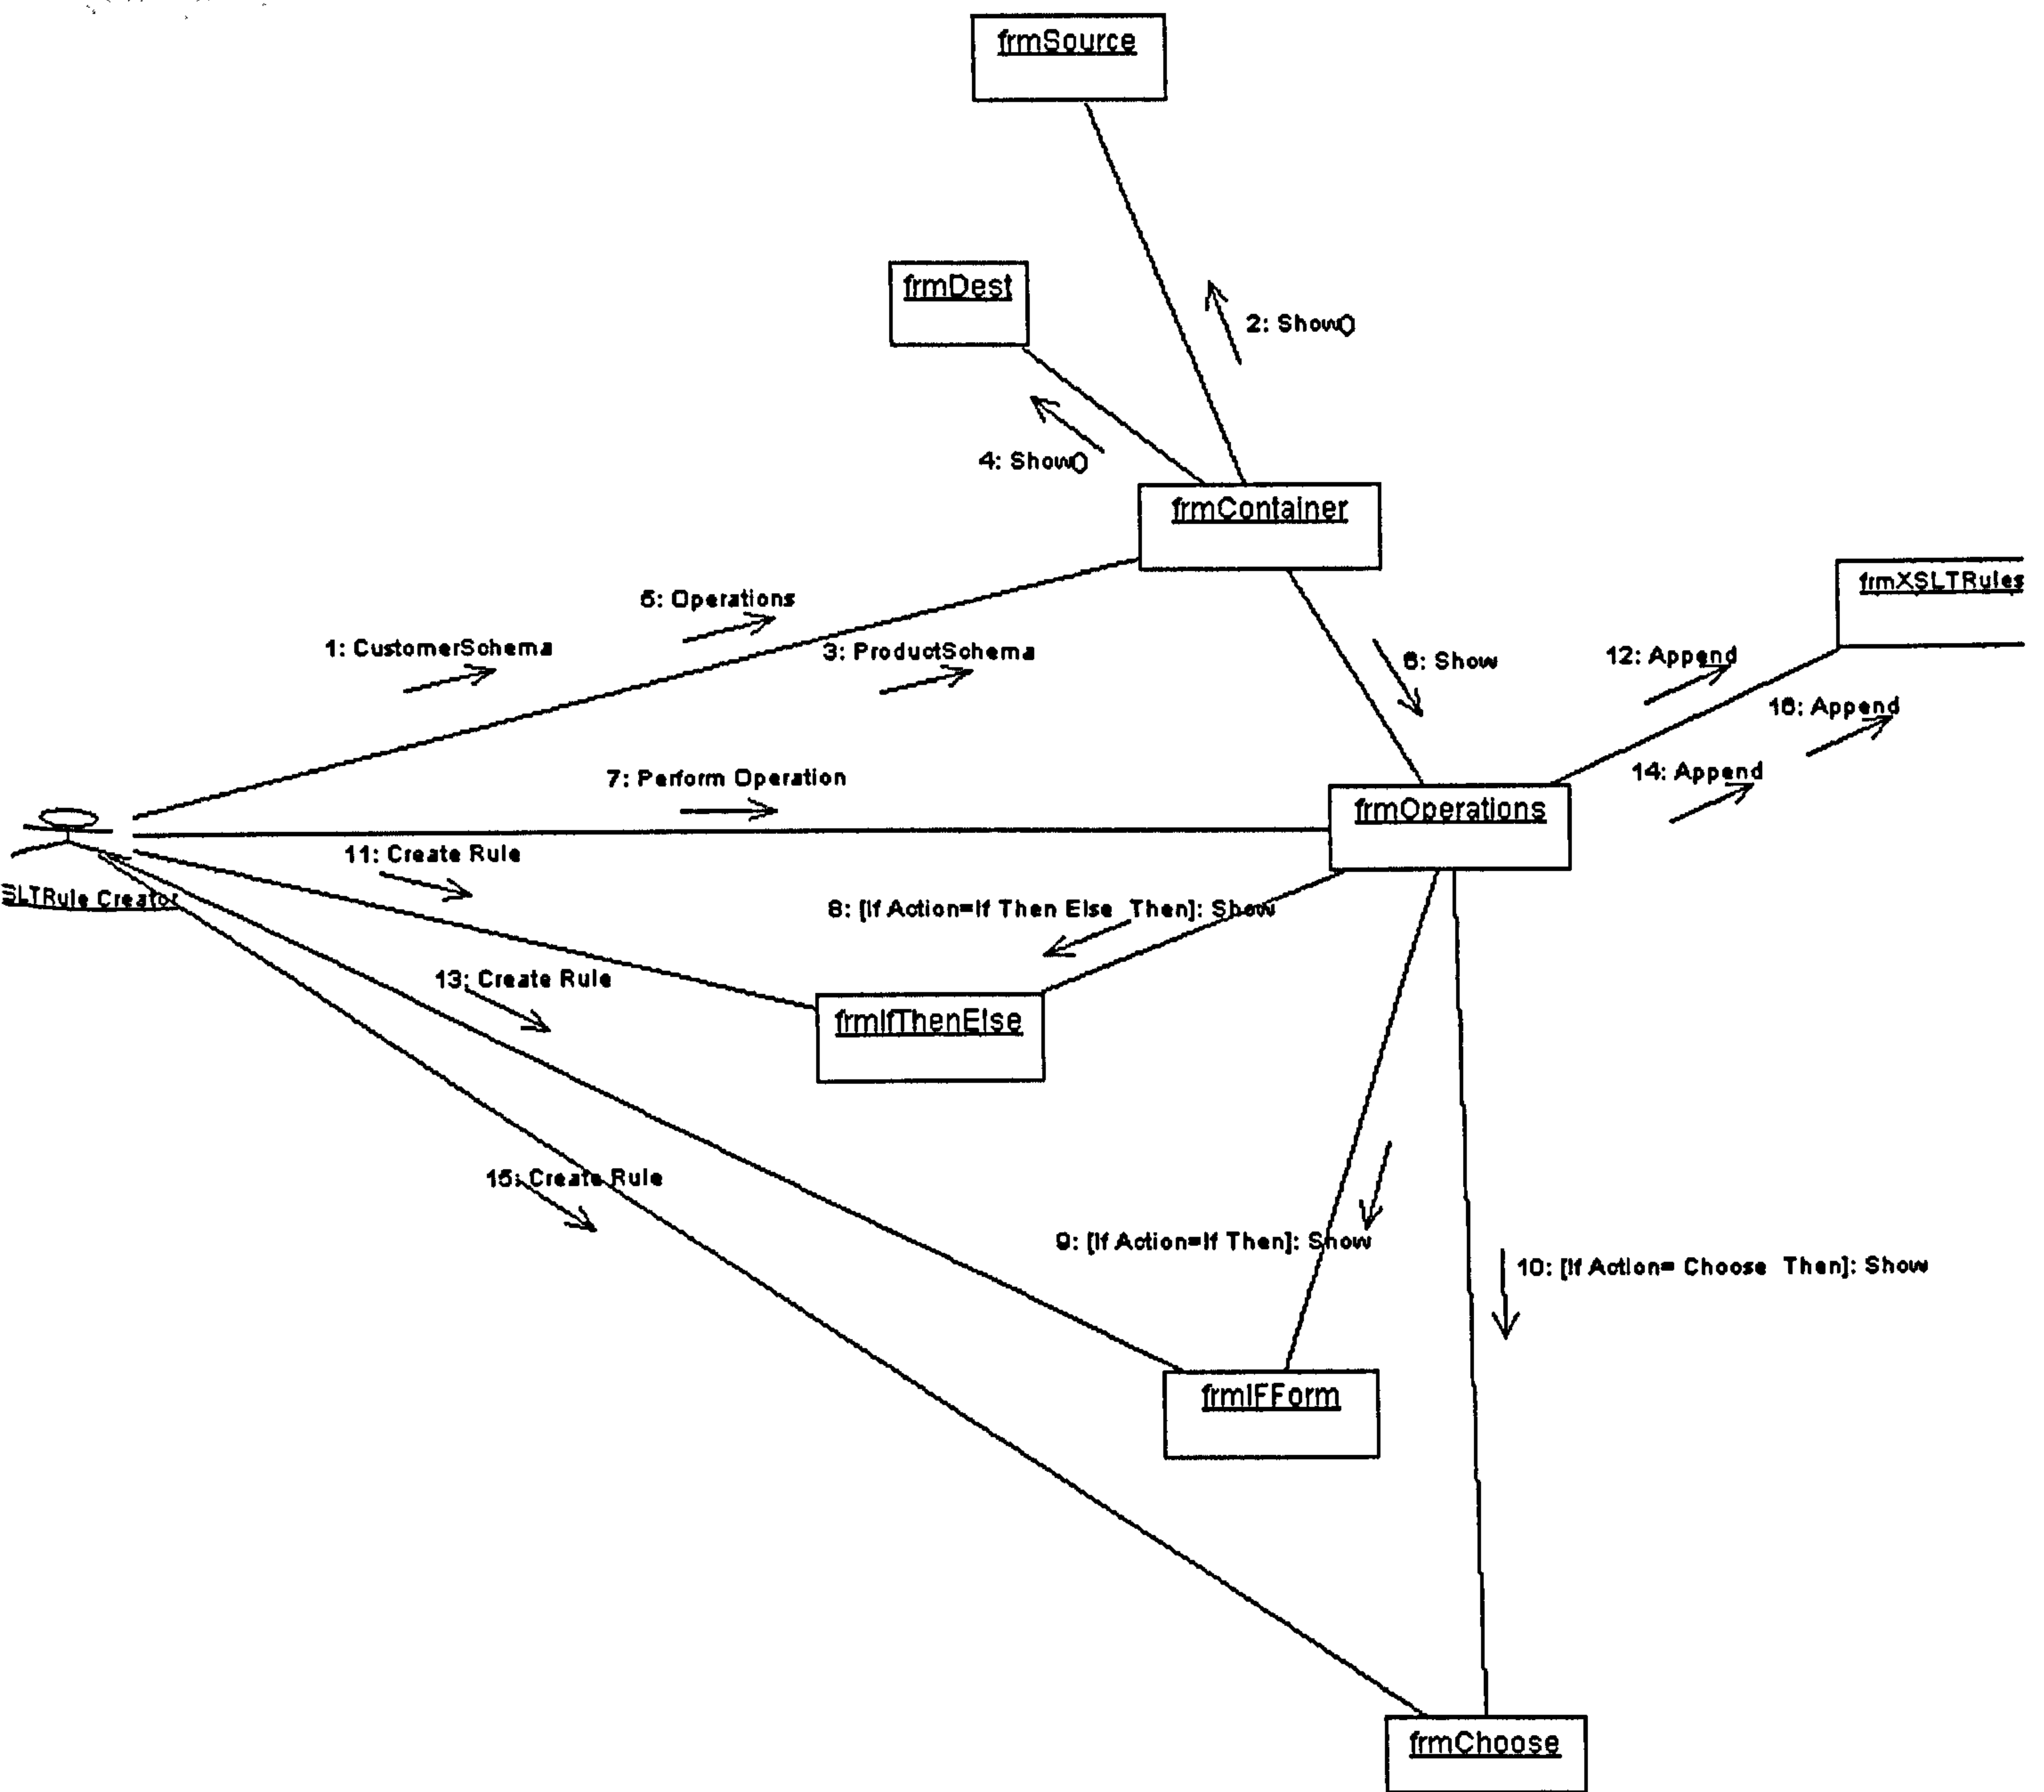 frmSource
frmDest
2: Show()
4: Show()
frmContainer
frmXSLTRules
5: Operations
1: CustomerSchema
3: ProductSchema
6: Show
12: Append
16: Append
14: Append
7: Perform Operation
frmOperations
11: Create Rule
SLTRule Creator
8: [If Action=If Then Else Then]: Show
13: Create Rule
frmIfThenElse
15: Create Rule
9: [If Action=If Then]: Show
10: [If Action= Choose Then]: Show
frmIFForm
frmChoose